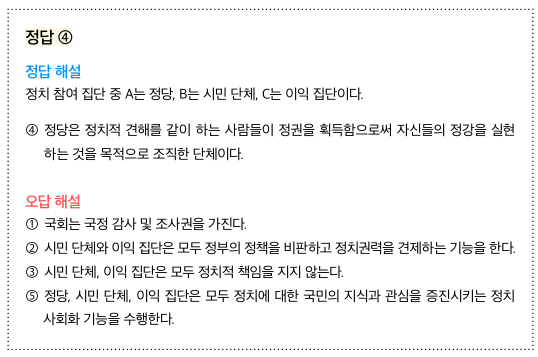 정답 ④
정답 해설
정치 참여 집단 중 A는 정당, B는 시민 단체, C는 이익 집단이다.
④ 정당은 정치적 견해를 같이 하는 사람들이 정권을 획득함으로써 자신들의 정강을 실현
하는 것을 목적으로 조직한 단체이다.
오답 해설
① 국회는 국정 감사 및 조사권을 가진다.
② 시민 단체와 이익 집단은 모두 정부의 정책을 비판하고 정치권력을 견제하는 기능을 한다.
③ 시민 단체, 이익 집단은 모두 정치적 책임을 지지 않는다.
⑤ 정당, 시민 단체, 이익 집단은 모두 정치에 대한 국민의 지식과 관심을 증진시키는 정치
사회화 기능을 수행한다.